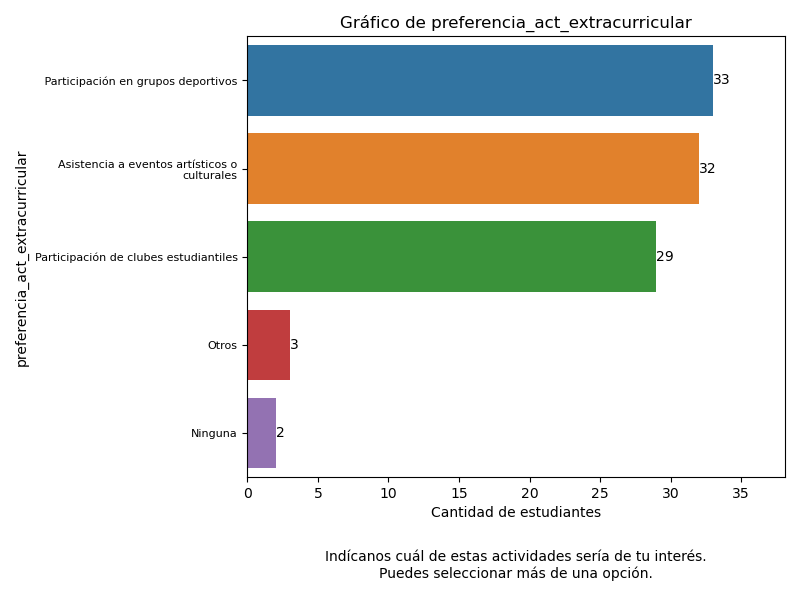 Gráfico de preferencia_act_extracurricular
preferencia_act_extracurricular
Participación en grupos deportivos
33
Asistencia a eventos artísticos o
culturales
32
Participación de clubes estudiantiles
29
Otros
3
Ninguna
2
0 5 10 15 20 25 30 35
Cantidad de estudiantes
Indícanos cuál de estas actividades sería de tu interés.
Puedes seleccionar más de una opción.